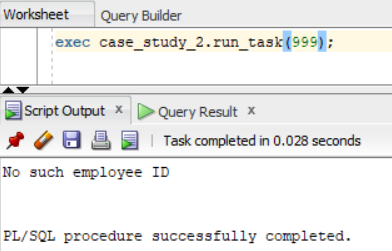 Worksheet Query Builder
exec case_study_2.run_task(999);
Script Output x Query Result x
Task completed in 0.028 seconds
No such employee ID
PL/SQL procedure successfully completed.